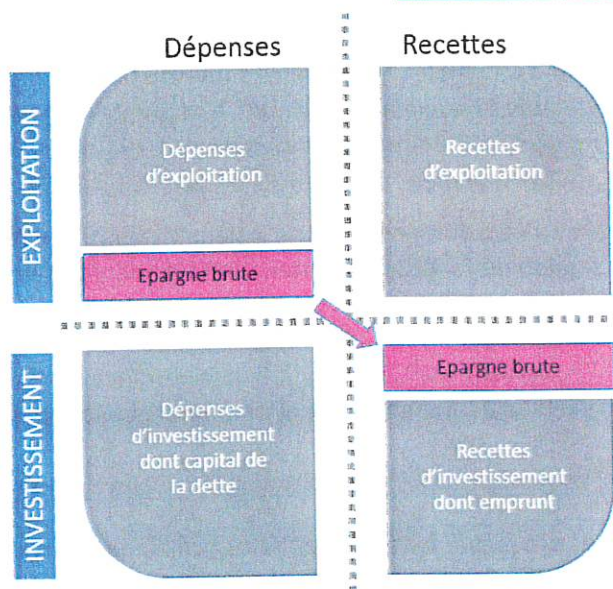 Dépenses
Recettes
EXPLOITATION
Dépenses
d'exploitation
Recettes
d'exploitation
Epargne brute
INVESTISSEMENT
Dépenses
d'investissement
dont capital de
la dette
Epargne brute
Recettes
d'investissement
dont emprunt